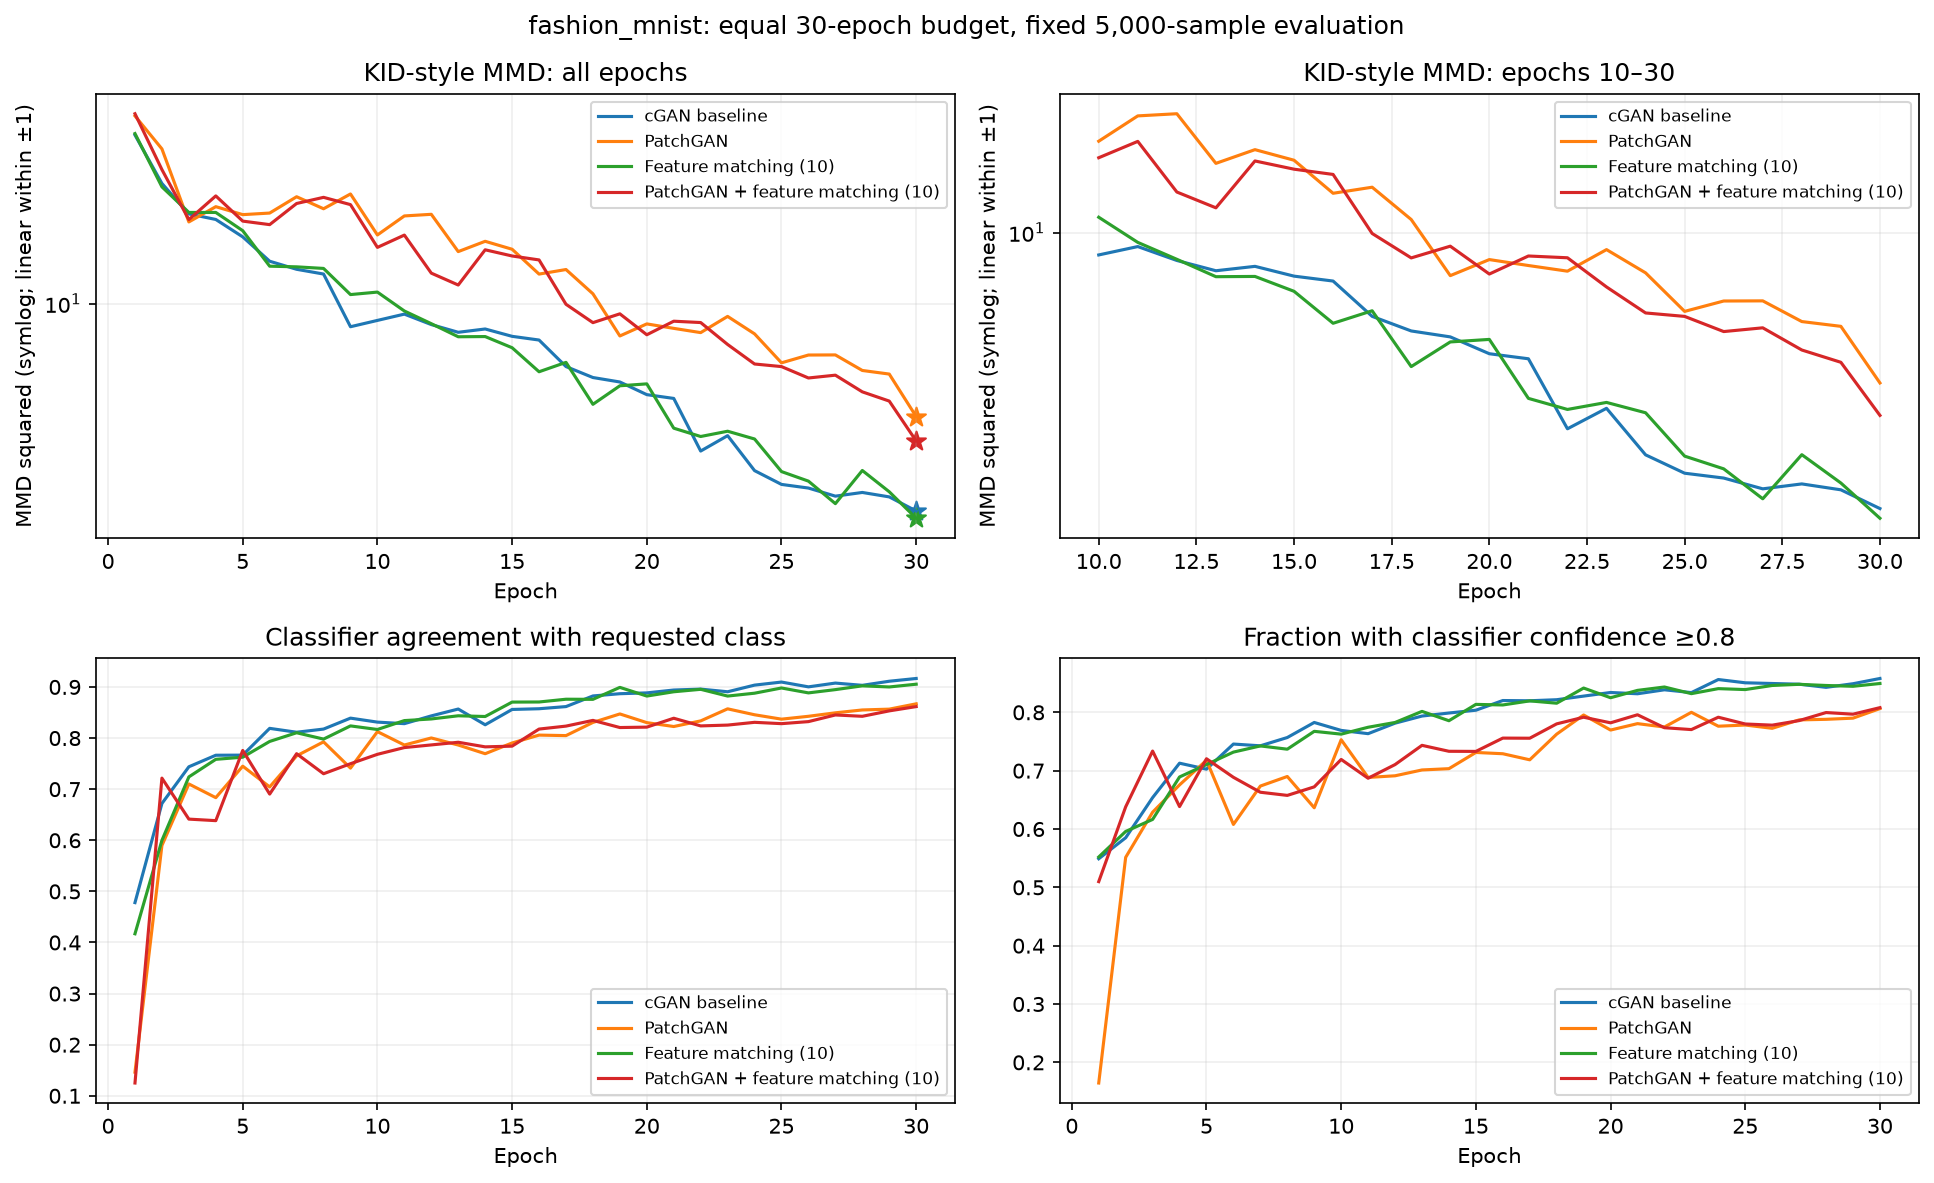 fashion_mnist: equal 30-epoch budget, fixed 5,000-sample evaluation
KID-style MMD: all epochs
MMD squared (symlog; linear within ±1)
10¹
cGAN baseline
PatchGAN
Feature matching (10)
PatchGAN + feature matching (10)
0 5 10 15 20 25 30
Epoch
KID-style MMD: epochs 10–30
MMD squared (symlog; linear within ±1)
10¹
cGAN baseline
PatchGAN
Feature matching (10)
PatchGAN + feature matching (10)
10.0 12.5 15.0 17.5 20.0 22.5 25.0 27.5 30.0
Epoch
Classifier agreement with requested class
0.9
0.8
0.7
0.6
0.5
0.4
0.3
0.2
0.1
cGAN baseline
PatchGAN
Feature matching (10)
PatchGAN + feature matching (10)
0 5 10 15 20 25 30
Epoch
Fraction with classifier confidence ≥0.8
0.8
0.7
0.6
0.5
0.4
0.3
0.2
cGAN baseline
PatchGAN
Feature matching (10)
PatchGAN + feature matching (10)
0 5 10 15 20 25 30
Epoch